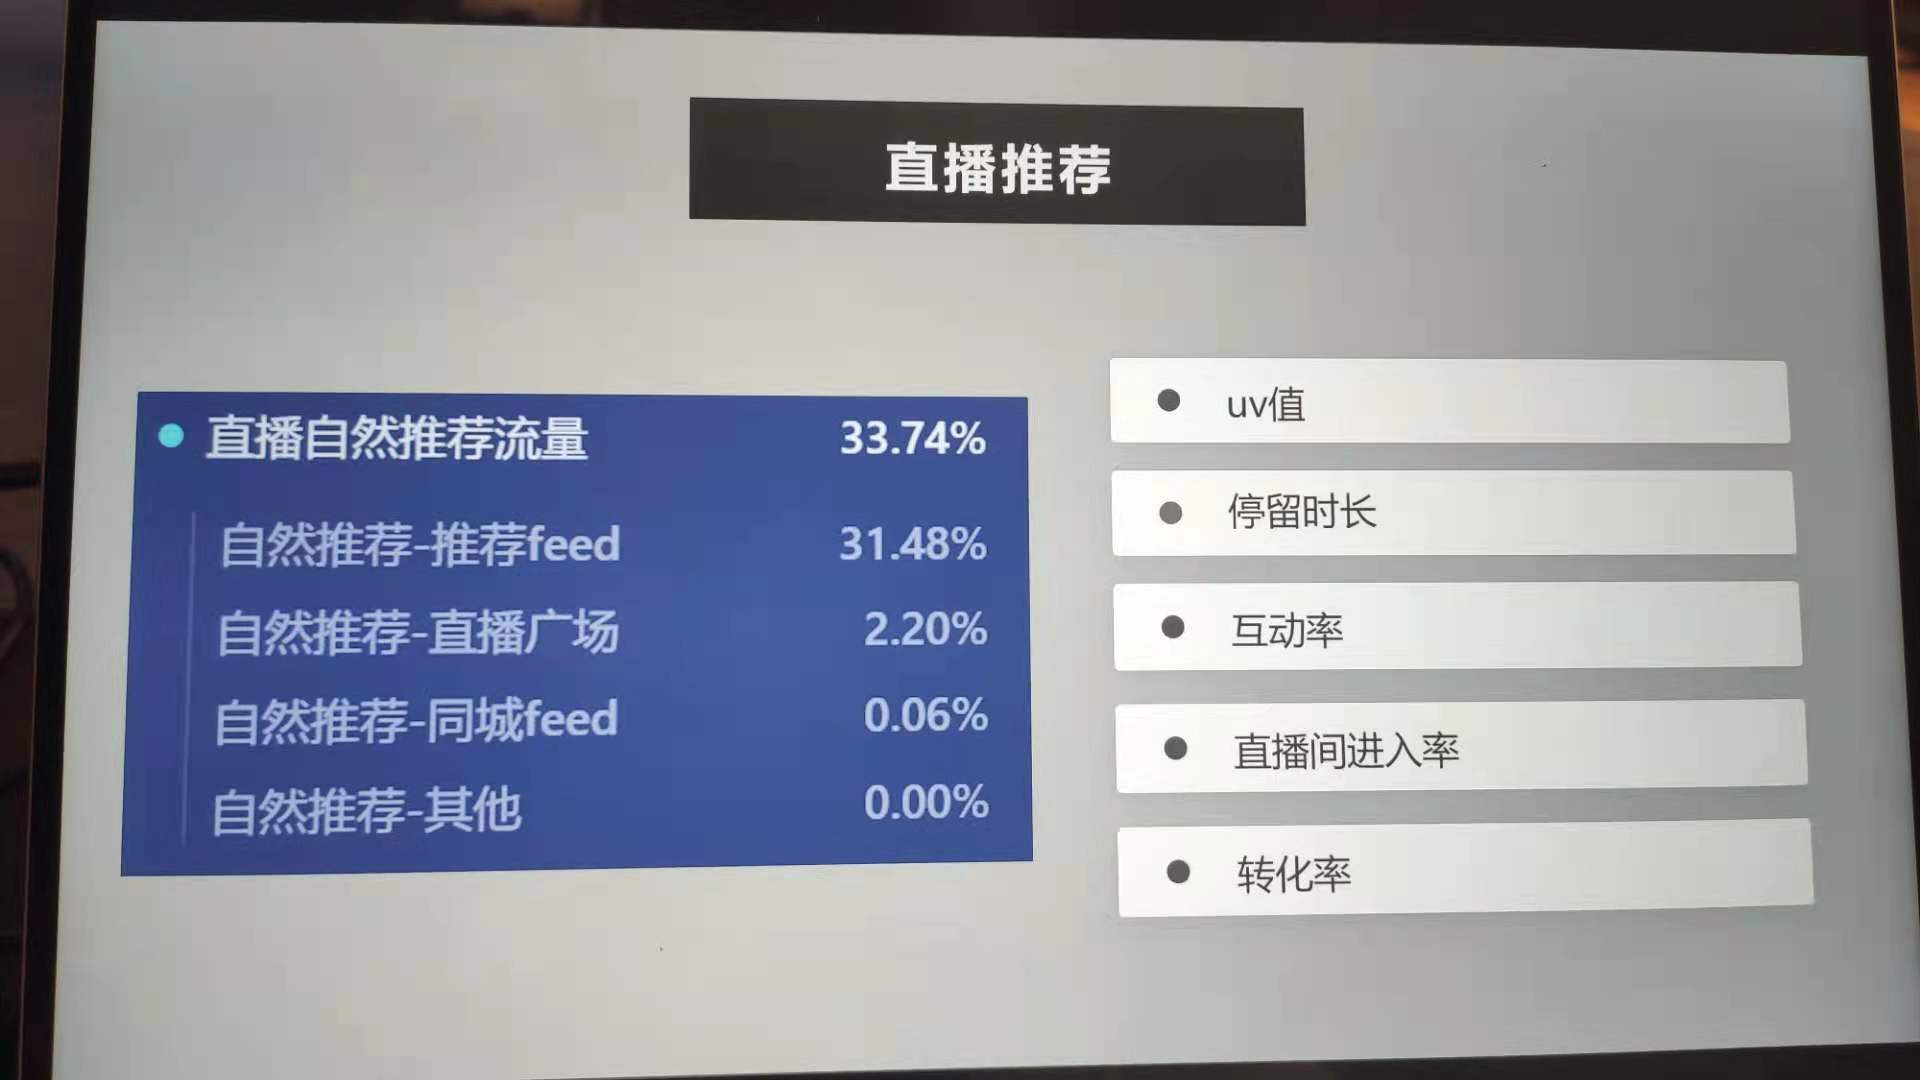 直播推荐
直播自然推荐流量 33.74%
自然推荐-推荐feed 31.48%
自然推荐-直播广场 2.20%
自然推荐-同城feed 0.06%
自然推荐-其他 0.00%
uv值
停留时长
互动率
直播间进入率
转化率